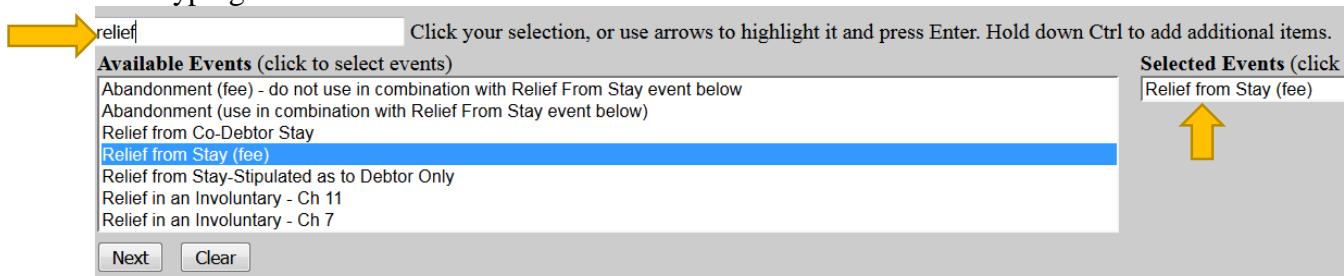 relief Click your selection, or use arrows to highlight it and press Enter. Hold down Ctrl to add additional items.
Available Events (click to select events) Selected Events (click
Abandonment (fee) - do not use in combination with Relief From Stay event below Relief from Stay (fee)
Abandonment (use in combination with Relief From Stay event below)
Relief from Co-Debtor Stay
Relief from Stay (fee)
Relief from Stay-Stipulated as to Debtor Only
Relief in an Involuntary - Ch 11
Relief in an Involuntary - Ch 7
Next Clear